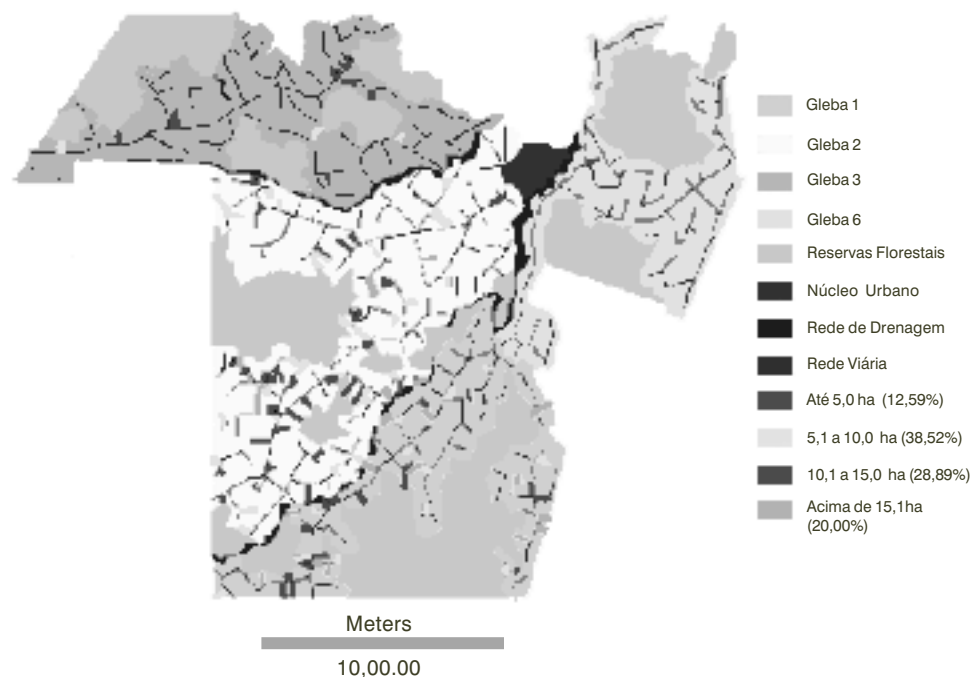 Gleba 1
Gleba 2
Gleba 3
Gleba 6
Reservas Florestais
Núcleo Urbano
Rede de Drenagem
Rede Viária
Até 5,0 ha (12,59%)
5,1 a 10,0 ha (38,52%)
10,1 a 15,0 ha (28,89%)
Acima de 15,1ha
(20,00%)
Meters
10,00.00